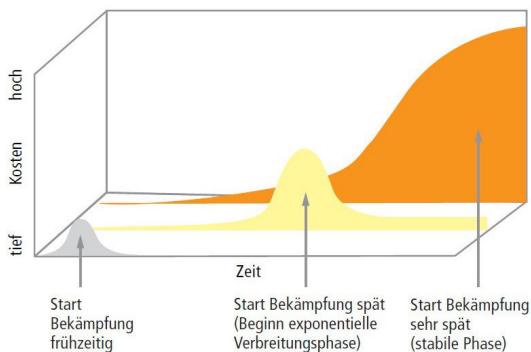 hoch
Kosten
tief
Zeit
Start
Bekämpfung
frühzeitig
Start Bekämpfung spät
(Beginn exponentielle
Verbreitungsphase)
Start Bekämpfung
sehr spät
(stabile Phase)